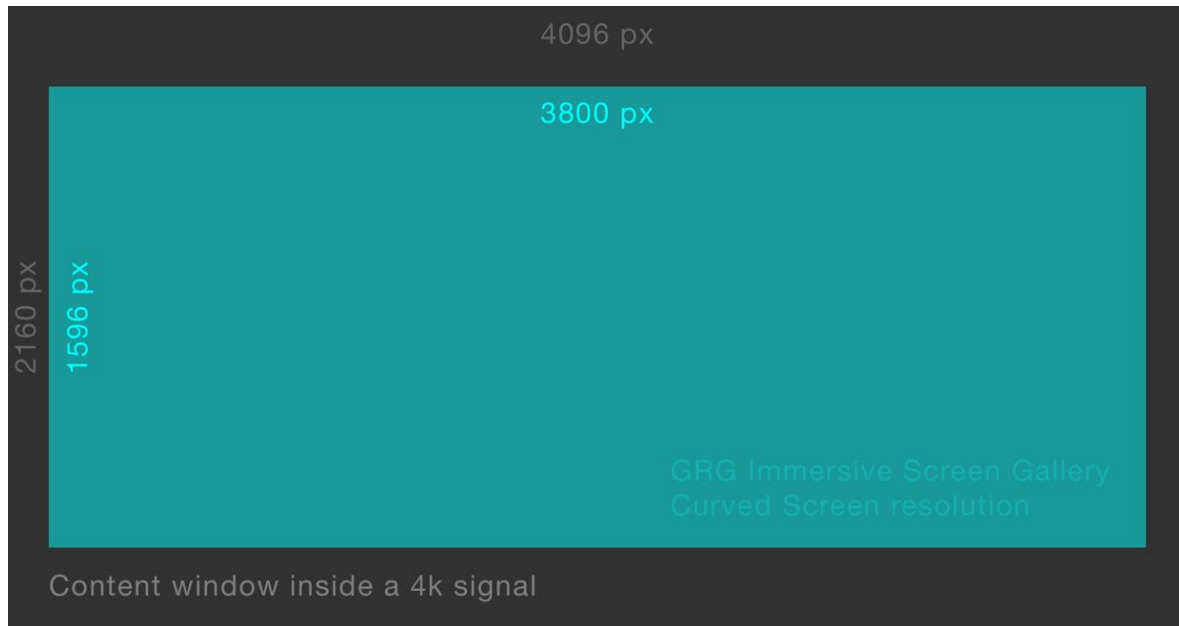 4096 px
3800 px
2160 px
1596 px
GRG Immersive Screen Gallery
Curved Screen resolution
Content window inside a 4k signal